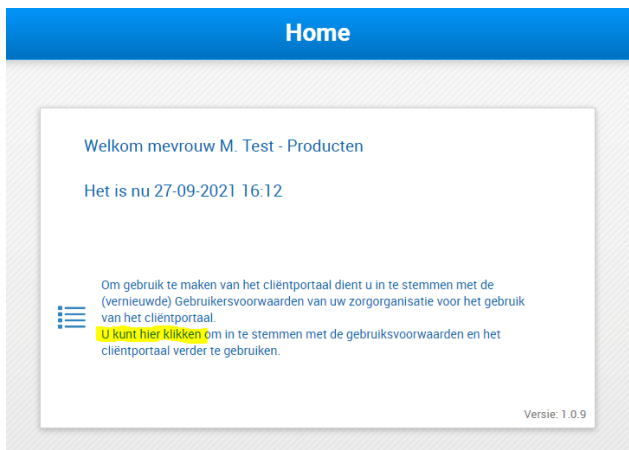 Home
Welkom mevrouw M. Test - Producten
Het is nu 27-09-2021 16:12
Om gebruik te maken van het cliëntportaal dient u in te stemmen met de
(vernieuwde) Gebruikersvoorwaarden van uw zorgorganisatie voor het gebruik
van het cliëntportaal.
U kunt hier klikken om in te stemmen met de gebruiksvoorwaarden en het
cliëntportaal verder te gebruiken.
Versie: 1.0.9